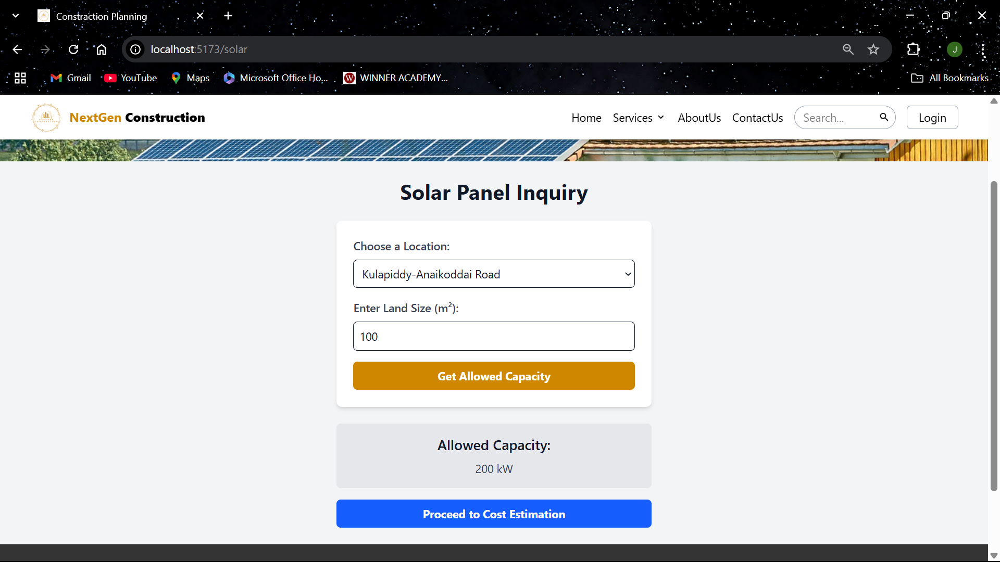 Constraction Planning
localhost:5173/solar
Gmail
YouTube
Maps
Microsoft Office Ho...
WINNER ACADEMY...
All Bookmarks
J
NextGen Construction
Home
Services
AboutUs
ContactUs
Search...
Login
Solar Panel Inquiry
Choose a Location:
Kulapiddy-Anaikoddai Road
Enter Land Size (m²):
100
Get Allowed Capacity
Allowed Capacity:
200 kW
Proceed to Cost Estimation